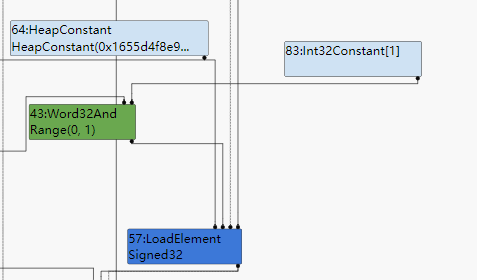 64:HeapConstant
HeapConstant(0x1655d4f8e9...
83:Int32Constant[1]
43:Word32And
Range(0, 1)
57:LoadElement
Signed32